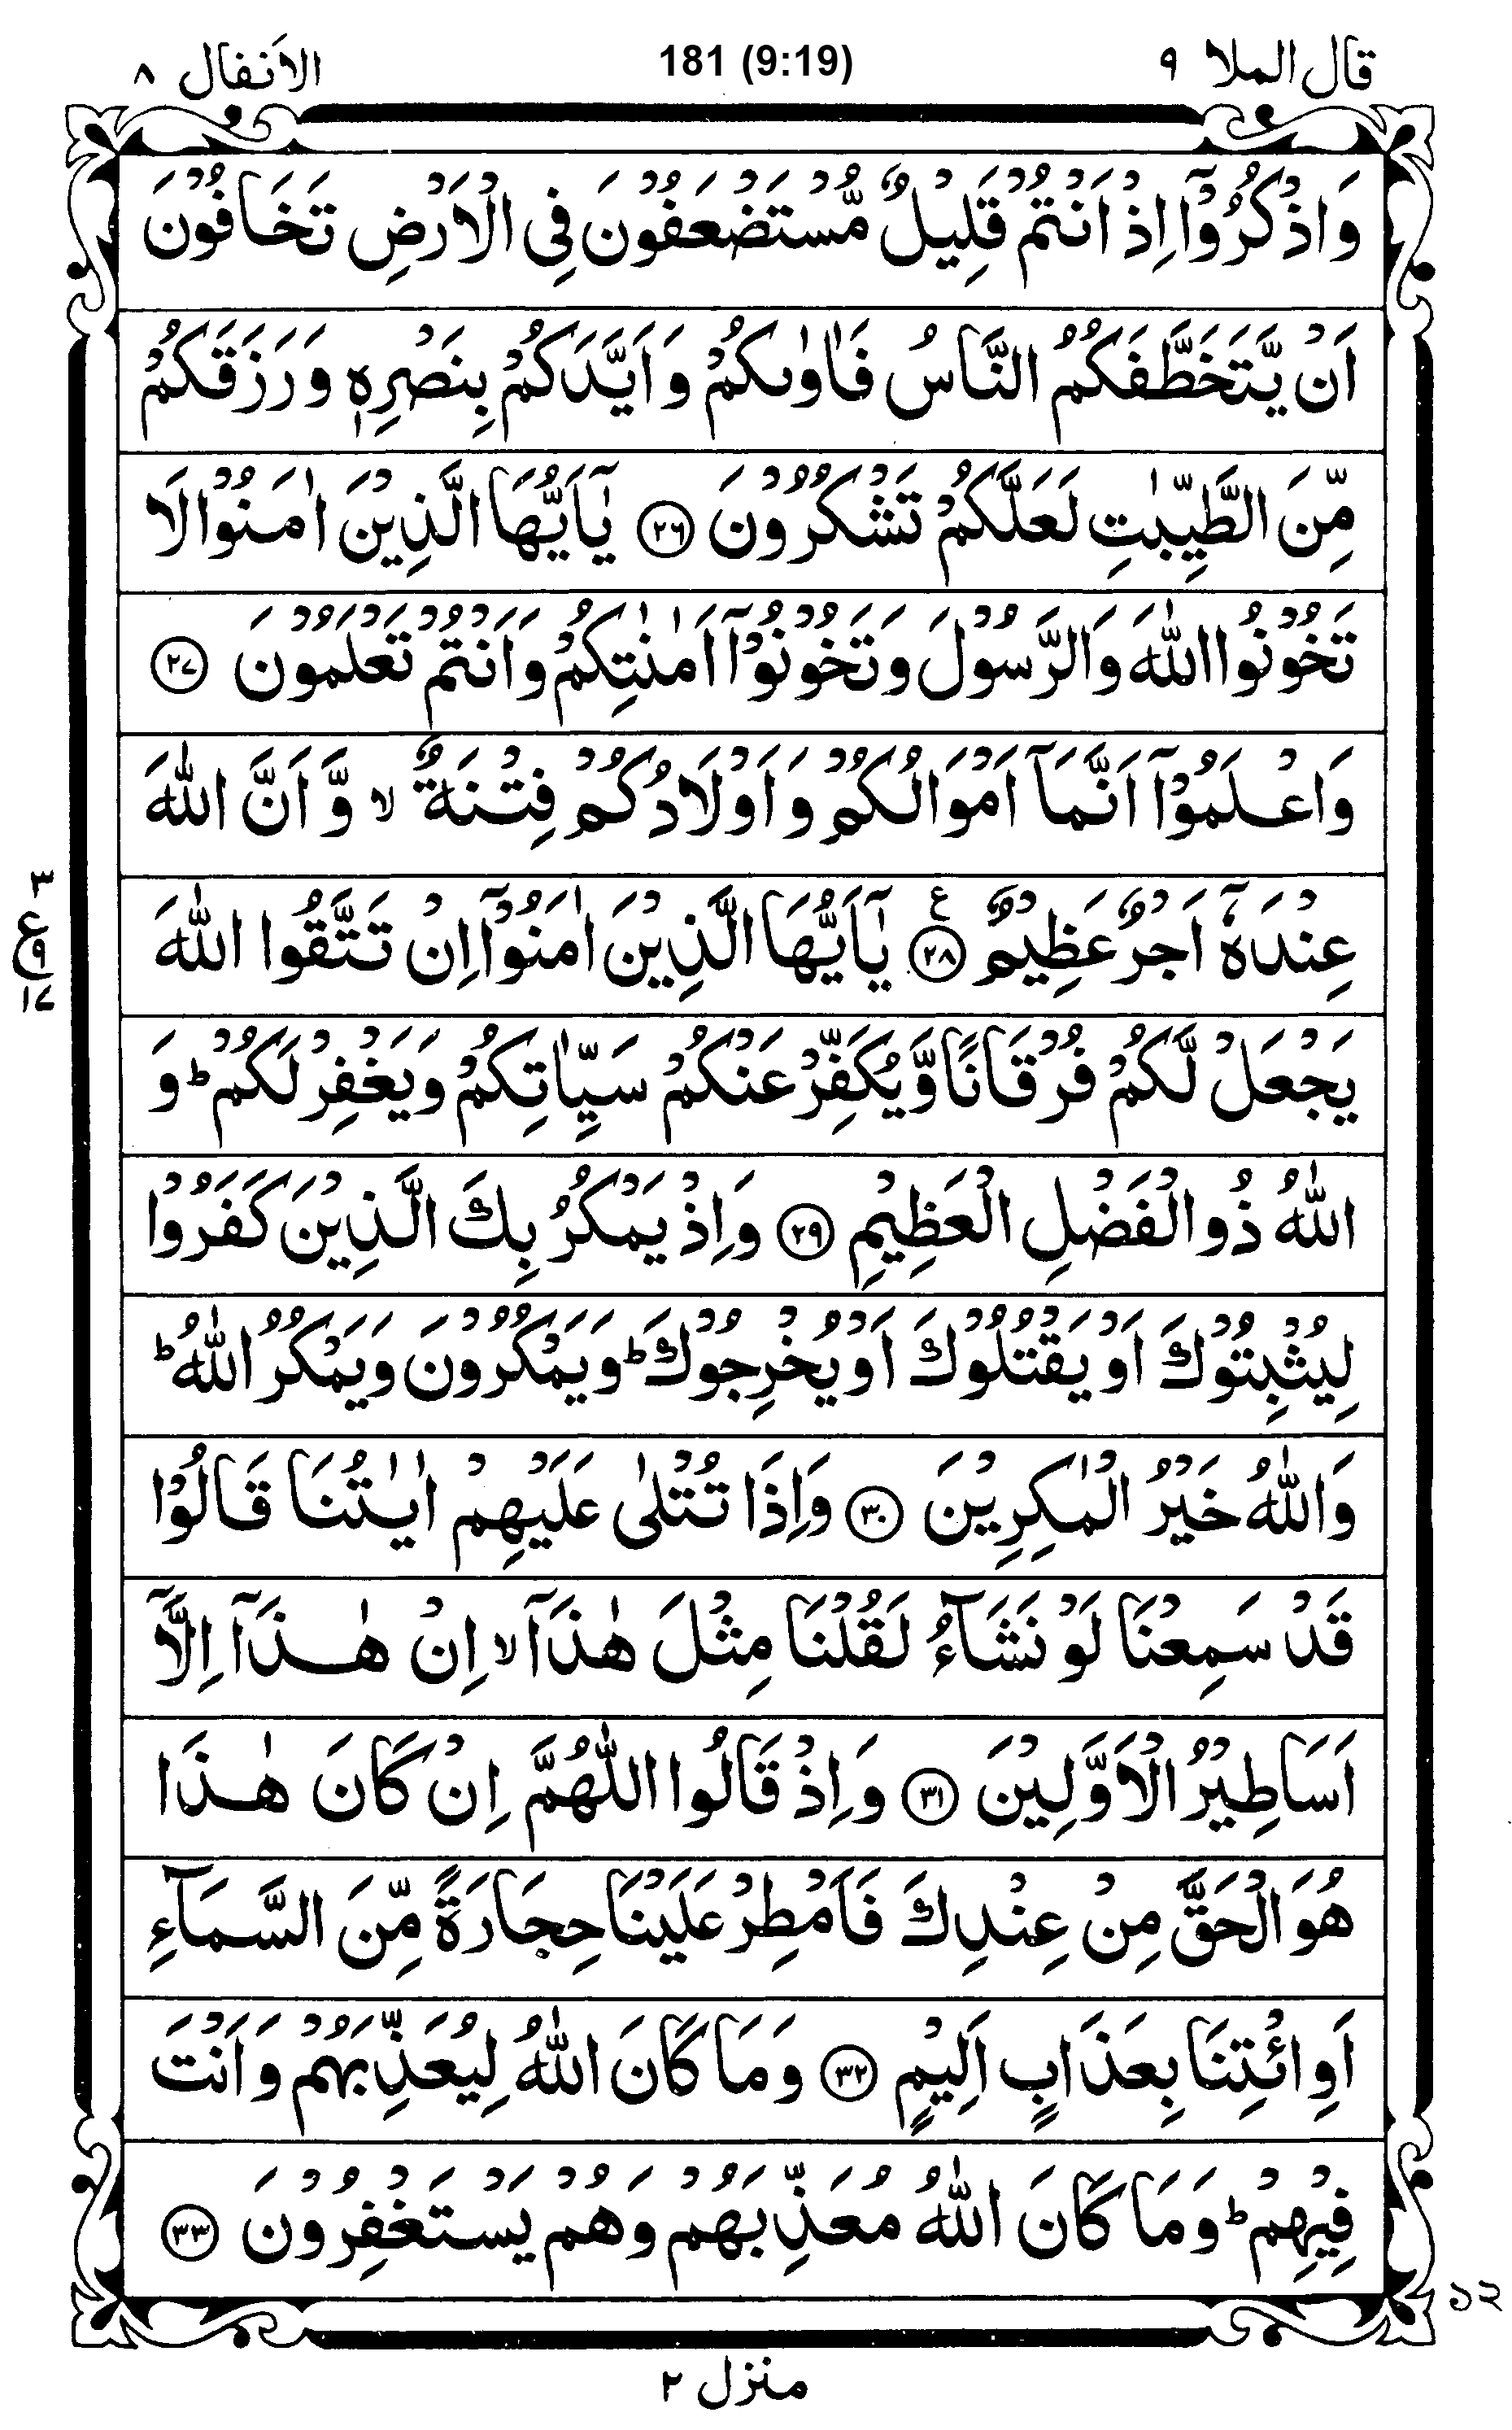 قال الملا ٩
181 (9:19)
الانفال ٨
وَاذْكُرُوْۤا اِذْ اَنْتُمْ قَلِيْلٌ مُّسْتَضْعَفُوْنَ فِى الْاَرْضِ تَخَافُوْنَ
اَنْ يَّتَخَطَّفَكُمُ النَّاسُ فَاٰوٰىكُمْ وَاَيَّدَكُمْ بِنَصْرِهٖ وَرَزَقَكُمْ
مِّنَ الطَّيِّبٰتِ لَعَلَّكُمْ تَشْكُرُوْنَ ﴿٢٦﴾ يٰۤاَيُّهَا الَّذِيْنَ اٰمَنُوْا لَا
تَخُوْنُوا اللّٰهَ وَالرَّسُوْلَ وَتَخُوْنُوْۤا اَمٰنٰتِكُمْ وَاَنْتُمْ تَعْلَمُوْنَ ﴿٢٧﴾
وَاعْلَمُوْۤا اَنَّمَاۤ اَمْوَالُكُمْ وَاَوْلَادُكُمْ فِتْنَةٌ ۙ وَّاَنَّ اللّٰهَ
عِنْدَهٗۤ اَجْرٌ عَظِيْمٌ ﴿٢٨﴾ ع يٰۤاَيُّهَا الَّذِيْنَ اٰمَنُوْۤا اِنْ تَتَّقُوا اللّٰهَ
٣
ع
٩
١٧
يَجْعَلْ لَّكُمْ فُرْقَانًا وَّيُكَفِّرْ عَنْكُمْ سَيِّاٰتِكُمْ وَيَغْفِرْ لَكُمْ ؕ وَ
اللّٰهُ ذُو الْفَضْلِ الْعَظِيْمِ ﴿٢٩﴾ وَاِذْ يَمْكُرُ بِكَ الَّذِيْنَ كَفَرُوْا
لِيُثْبِتُوْكَ اَوْ يَقْتُلُوْكَ اَوْ يُخْرِجُوْكَ ؕ وَيَمْكُرُوْنَ وَيَمْكُرُ اللّٰهُ ؕ
وَاللّٰهُ خَيْرُ الْمٰكِرِيْنَ ﴿٣٠﴾ وَاِذَا تُتْلٰى عَلَيْهِمْ اٰيٰتُنَا قَالُوْا
قَدْ سَمِعْنَا لَوْ نَشَآءُ لَقُلْنَا مِثْلَ هٰذَاۤ ۙ اِنْ هٰذَاۤ اِلَّاۤ
اَسَاطِيْرُ الْاَوَّلِيْنَ ﴿٣١﴾ وَاِذْ قَالُوا اللّٰهُمَّ اِنْ كَانَ هٰذَا
هُوَ الْحَقَّ مِنْ عِنْدِكَ فَاَمْطِرْ عَلَيْنَا حِجَارَةً مِّنَ السَّمَآءِ
اَوِ ائْتِنَا بِعَذَابٍ اَلِيْمٍ ﴿٣٢﴾ وَمَا كَانَ اللّٰهُ لِيُعَذِّبَهُمْ وَاَنْتَ
فِيْهِمْ ؕ وَمَا كَانَ اللّٰهُ مُعَذِّبَهُمْ وَهُمْ يَسْتَغْفِرُوْنَ ﴿٣٣﴾
منزل ٢